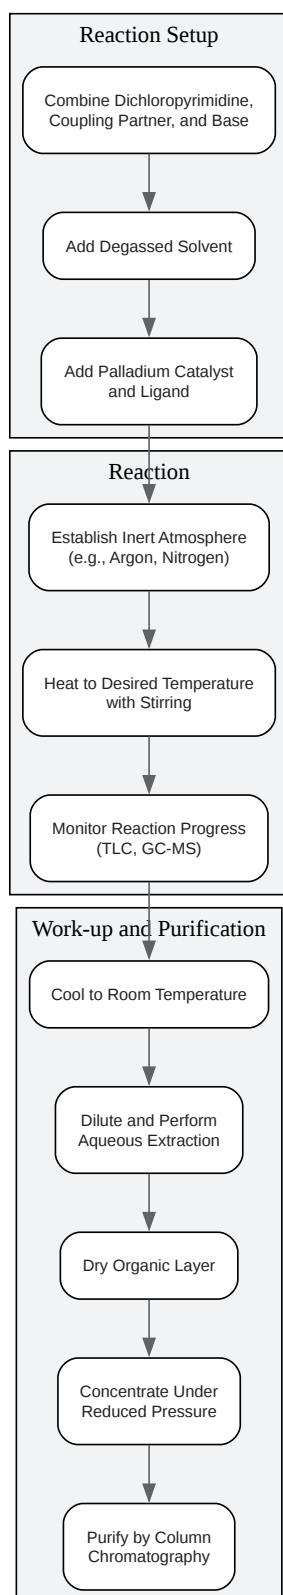 Reaction Setup
Combine Dichloropyrimidine,
Coupling Partner, and Base
Add Degassed Solvent
Add Palladium Catalyst
and Ligand
Reaction
Establish Inert Atmosphere
(e.g., Argon, Nitrogen)
Heat to Desired Temperature
with Stirring
Monitor Reaction Progress
(TLC, GC-MS)
Work-up and Purification
Cool to Room Temperature
Dilute and Perform
Aqueous Extraction
Dry Organic Layer
Concentrate Under
Reduced Pressure
Purify by Column
Chromatography